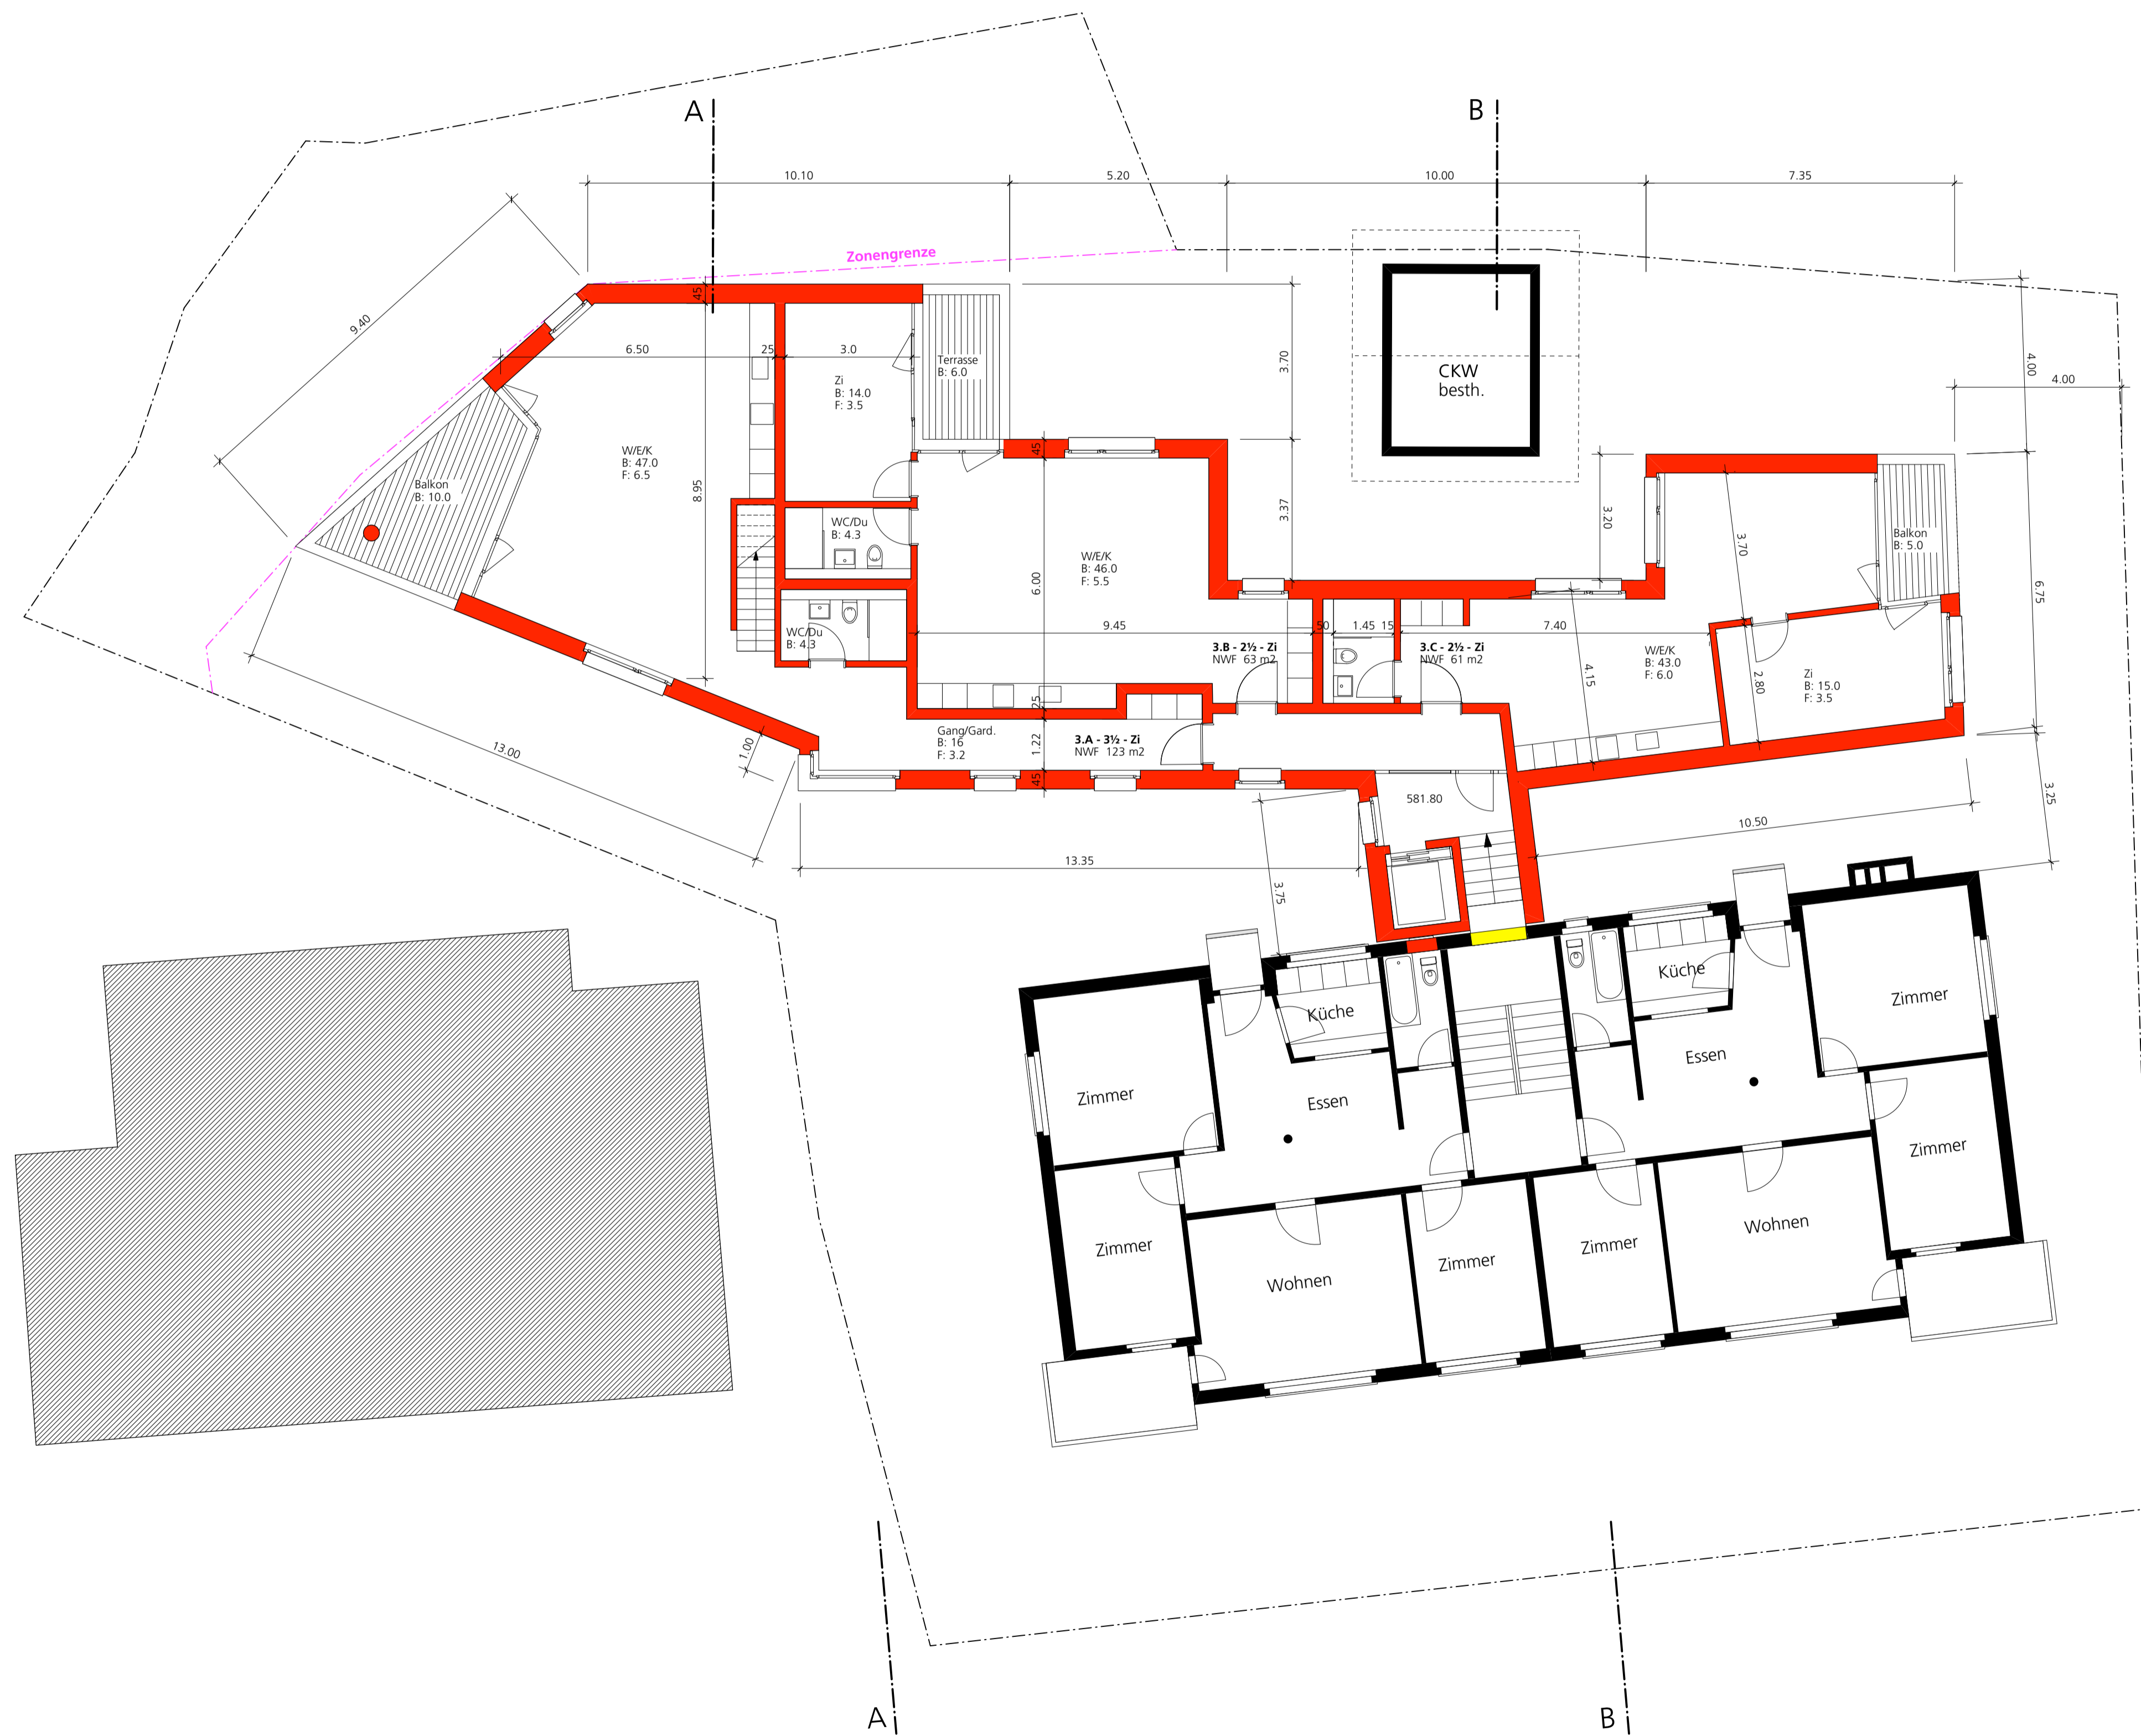 A
B
10.10
5.20
10.00
7.35
Zonengrenze
9.40
45
6.50
25
3.0
Terrasse
B: 6.0
Zi
B: 14.0
F: 3.5
3.70
CKW
besth.
4.00
4.00
W/E/K
B: 47.0
F: 6.5
8.95
Balkon
B: 10.0
45
WC/Du
B: 4.3
3.37
3.20
3.70
Balkon
B: 5.0
W/E/K
B: 46.0
F: 5.5
6.00
6.75
WC/Du
B: 4.3
9.45
50
1.45
15
7.40
3.B - 2½ - Zi
NWF 63 m2
3.C - 2½ - Zi
NWF 61 m2
4.15
W/E/K
B: 43.0
F: 6.0
2.80
Zi
B: 15.0
F: 3.5
25
Gang/Gard.
B: 16
F: 3.2
1.22
3.A - 3½ - Zi
NWF 123 m2
13.00
1.00
45
581.80
3.25
10.50
13.35
3.75
Küche
Küche
Zimmer
Zimmer
Essen
Essen
Zimmer
Zimmer
Wohnen
Zimmer
Zimmer
Wohnen
A
B